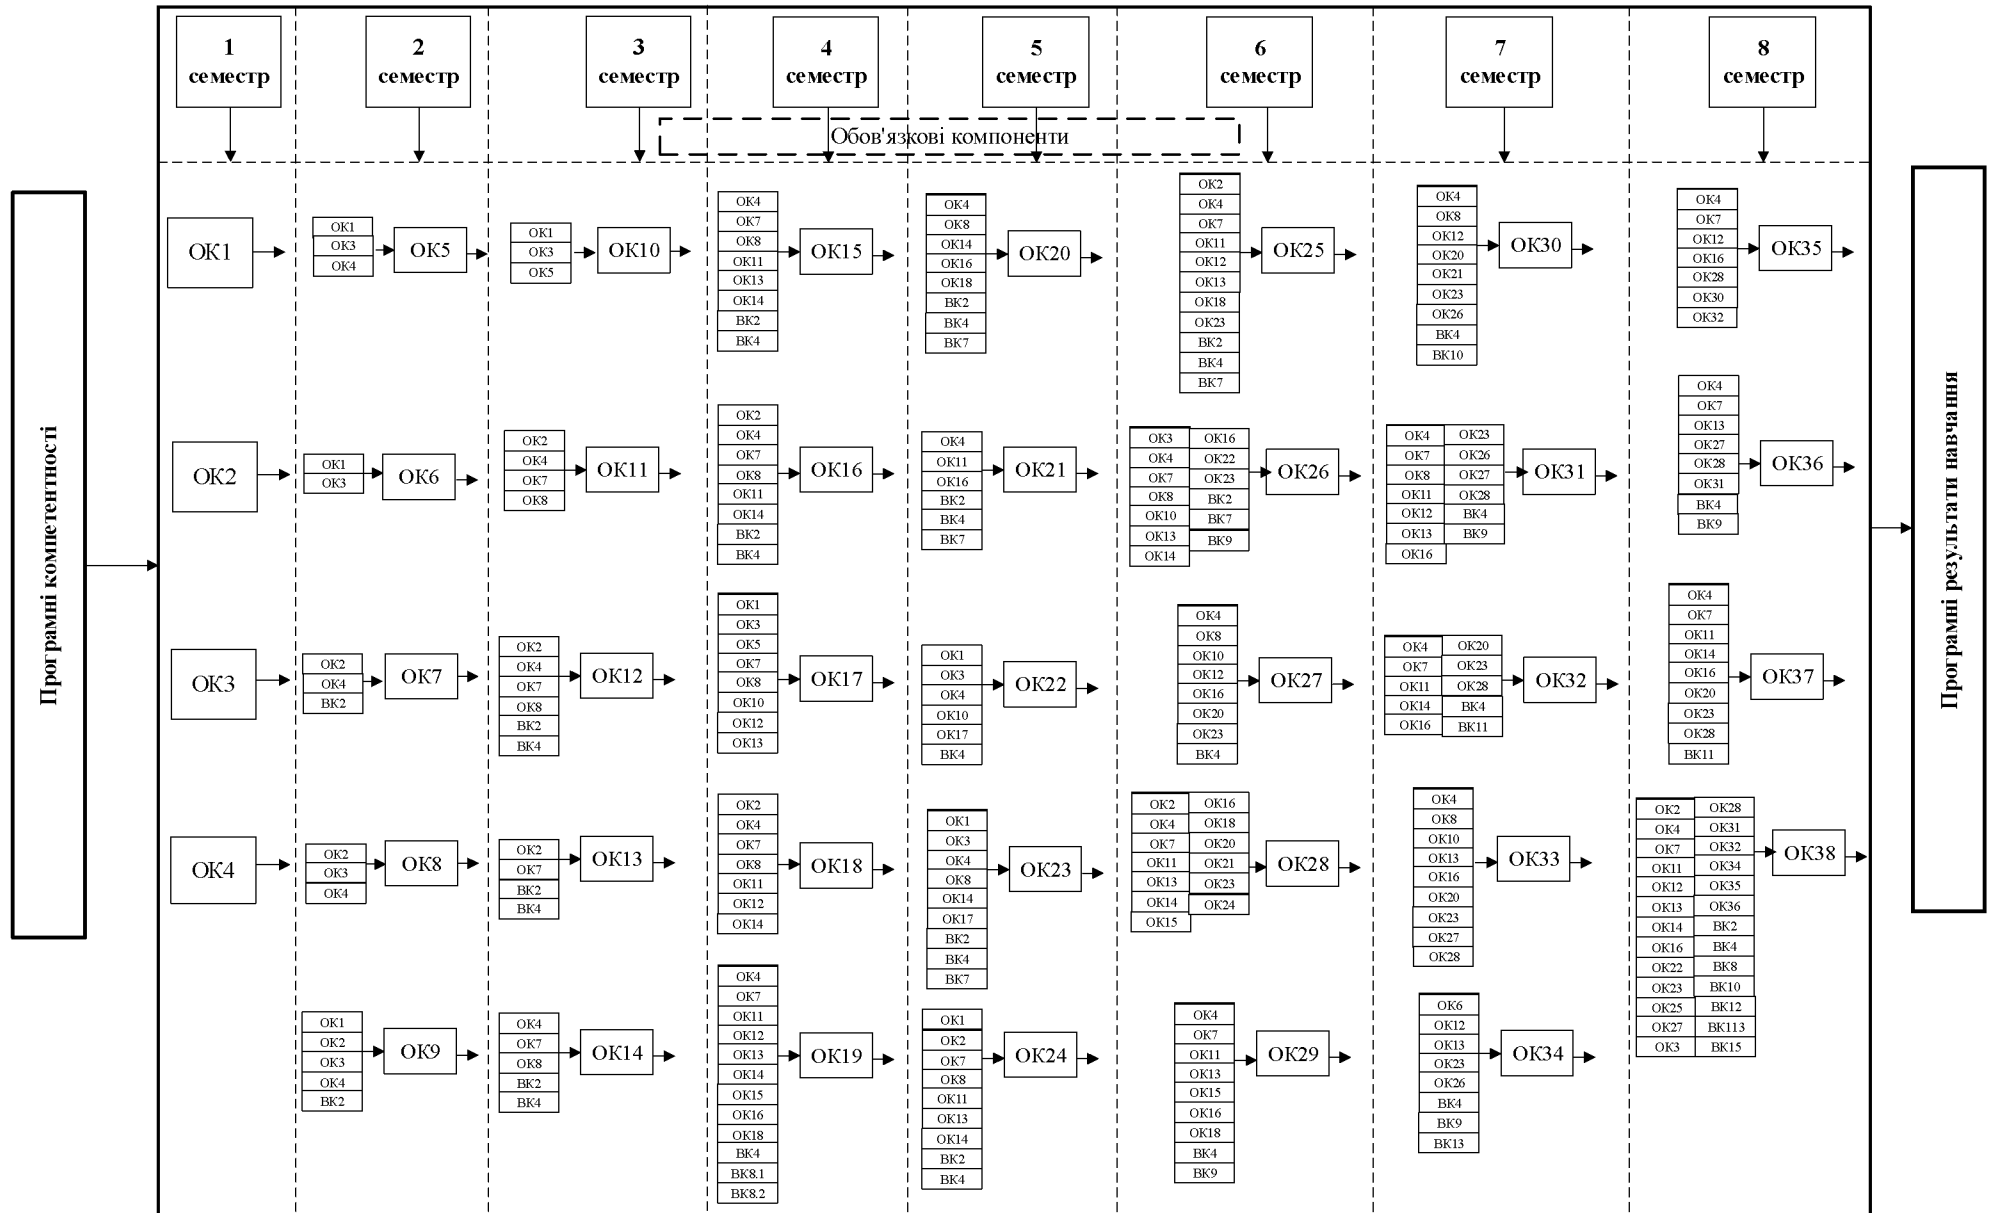 1
семестр
2
семестр
3
семестр
4
семестр
5
семестр
6
семестр
7
семестр
8
семестр
Обов'язкові компоненти
Програмні компетентності
ОК1
ОК2
ОК3
ОК4
ОК1
ОК3
ОК4
ОК5
ОК1
ОК3
ОК6
ОК2
ОК4
ВК2
ОК7
ОК2
ОК3
ОК4
ОК8
ОК1
ОК2
ОК3
ОК4
ВК2
ОК9
ОК1
ОК3
ОК5
ОК10
ОК2
ОК4
ОК7
ОК8
ОК11
ОК2
ОК4
ОК7
ОК8
ВК2
ВК4
ОК12
ОК2
ОК7
ВК2
ВК4
ОК13
ОК4
ОК7
ОК8
ВК2
ВК4
ОК14
ОК4
ОК7
ОК8
ОК11
ОК13
ОК14
ВК2
ВК4
ОК15
ОК2
ОК4
ОК7
ОК8
ОК11
ОК14
ВК2
ВК4
ОК16
ОК1
ОК3
ОК5
ОК7
ОК8
ОК10
ОК12
ОК13
ОК17
ОК2
ОК4
ОК7
ОК8
ОК11
ОК12
ОК14
ОК18
ОК4
ОК7
ОК11
ОК12
ОК13
ОК14
ОК15
ОК16
ОК18
ВК4
ВК8.1
ВК8.2
ОК19
ОК4
ОК8
ОК14
ОК16
ОК18
ВК2
ВК4
ВК7
ОК20
ОК4
ОК11
ОК16
ВК2
ВК4
ВК7
ОК21
ОК1
ОК3
ОК4
ОК10
ОК17
ВК4
ОК22
ОК1
ОК3
ОК4
ОК8
ОК14
ОК17
ВК2
ВК4
ВК7
ОК23
ОК1
ОК2
ОК7
ОК8
ОК11
ОК13
ОК14
ВК2
ВК4
ОК24
ОК2
ОК4
ОК7
ОК11
ОК12
ОК13
ОК18
ОК23
ВК2
ВК4
ВК7
ОК25
ОК3
ОК4
ОК7
ОК8
ОК10
ОК13
ОК14
ОК16
ОК22
ОК23
ВК2
ВК7
ВК9
ОК26
ОК4
ОК8
ОК10
ОК12
ОК16
ОК20
ОК23
ВК4
ОК27
ОК2
ОК4
ОК7
ОК11
ОК13
ОК14
ОК15
ОК16
ОК18
ОК20
ОК21
ОК23
ОК24
ОК28
ОК4
ОК7
ОК11
ОК13
ОК15
ОК16
ОК18
ВК4
ВК9
ОК29
ОК4
ОК8
ОК12
ОК20
ОК21
ОК23
ОК26
ВК4
ВК10
ОК30
ОК4
ОК7
ОК8
ОК11
ОК12
ОК13
ОК16
ОК23
ОК26
ОК27
ОК28
ВК4
ВК9
ОК31
ОК4
ОК7
ОК11
ОК14
ОК16
ОК20
ОК23
ОК28
ВК4
ВК11
ОК32
ОК4
ОК8
ОК10
ОК13
ОК16
ОК20
ОК23
ОК27
ОК28
ОК33
ОК6
ОК12
ОК13
ОК23
ОК26
ВК4
ВК9
ВК13
ОК34
ОК4
ОК7
ОК12
ОК16
ОК28
ОК30
ОК32
ОК35
ОК4
ОК7
ОК13
ОК27
ОК28
ОК31
ВК4
ВК9
ОК36
ОК4
ОК7
ОК11
ОК14
ОК16
ОК20
ОК23
ОК28
ВК11
ОК37
ОК2
ОК4
ОК7
ОК11
ОК12
ОК13
ОК14
ОК16
ОК22
ОК23
ОК25
ОК27
ОК3
ОК28
ОК31
ОК32
ОК34
ОК35
ОК36
ВК2
ВК4
ВК8
ВК10
ВК12
ВК113
ВК15
ОК38
Програмні результати навчання